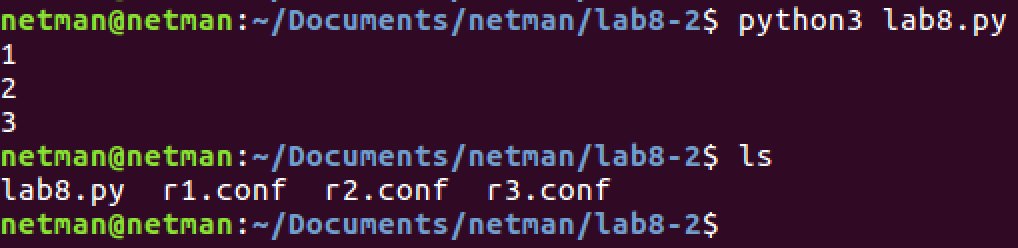 netman@netman:~/Documents/netman/lab8-2$ python3 lab8.py
1
2
3
netman@netman:~/Documents/netman/lab8-2$ ls
lab8.py  r1.conf  r2.conf  r3.conf
netman@netman:~/Documents/netman/lab8-2$